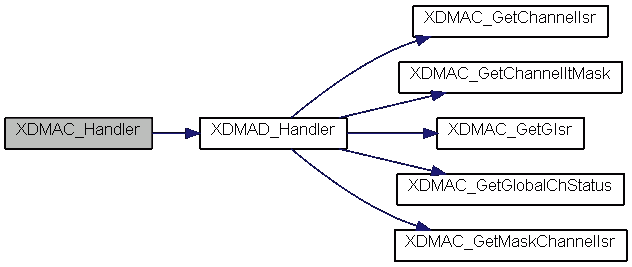 XDMAC_GetChannelIsr
XDMAC_GetChannelItMask
XDMAC_Handler
XDMAD_Handler
XDMAC_GetGIsr
XDMAC_GetGlobalChStatus
XDMAC_GetMaskChannelIsr